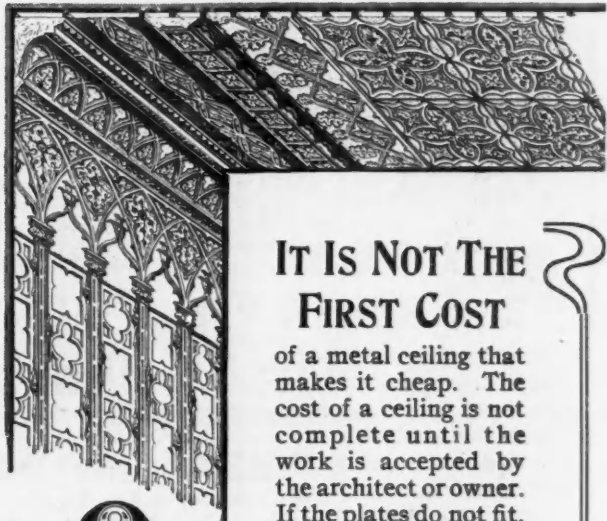 IT IS NOT THE
FIRST COST
of a metal ceiling that
makes it cheap. The
cost of a ceiling is not
complete until the
work is accepted by
the architect or owner.
If the plates do not fit,